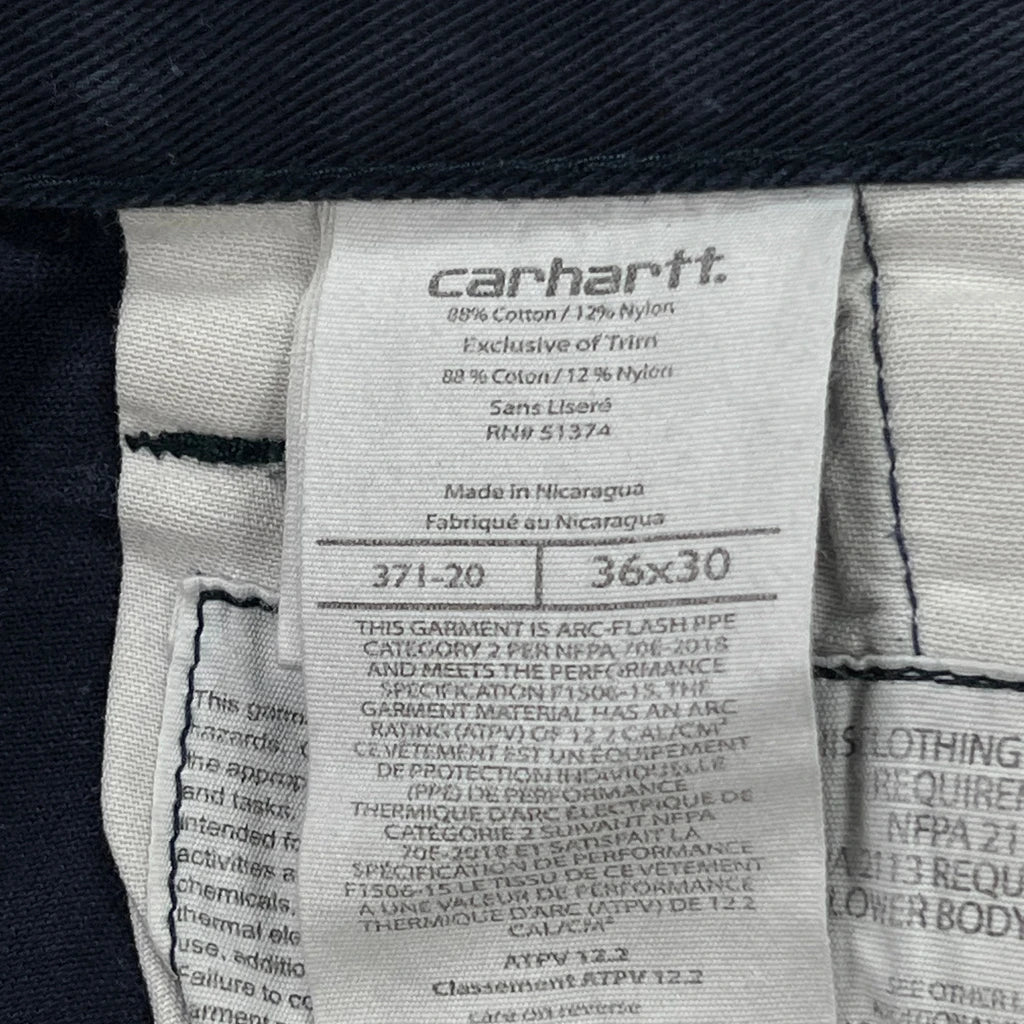 carhartt.
88% Cotton / 12% Nylon
Exclusive of Trim
88 % Coton / 12 % Nylon
Sans Liseré
RN# 51374
Made in Nicaragua
Fabriqué au Nicaragua
371-20 36x30
THIS GARMENT IS ARC-FLASH PPE
CATEGORY 2 PER NFPA 70E-2018
AND MEETS THE PERFORMANCE
SPECIFICATION F1506-15. THE
GARMENT MATERIAL HAS AN ARC
RATING (ATPV) OF 12.2 CAL/CM²
CE VÊTEMENT EST UN ÉQUIPEMENT
DE PROTECTION INDIVIDUELLE
(PPE) DE PERFORMANCE
THERMIQUE D'ARC ÉLECTRIQUE DE
CATÉGORIE 2 SUIVANT NFPA
70E-2018 ET SATISFAIT LA
SPÉCIFICATION DE PERFORMANCE
F1506-15 LE TISSU DE CE VÊTEMENT
A UNE VALEUR DE PERFORMANCE
THERMIQUE D'ARC (ATPV) DE 12.2
CAL/CM²
ATPV 12.2
Classement ATPV 12.2
Care on reverse
This
hazards.
the
and tasks.
intended
activities
chemicals,
thermal
use,
Failure to
LOTHING
NFPA 21
2113 REQU
LOWER BODY
SEE OTHER